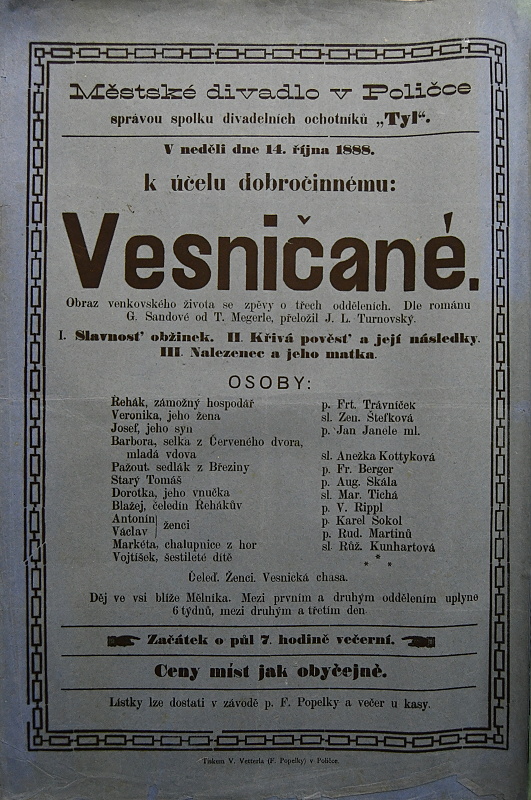 Městské divadlo v Poličce
správou spolku divadelních ochotníků „Tyl“.
V neděli dne 14. října 1888.
k účelu dobročinnému:
Vesničané.
Obraz venkovského života se zpěvy o třech odděleních. Dle románu
G. Sandové od T. Megerle, přeložil J. L. Turnovský.
I. Slavnosť obžinek. II. Křivá pověsť a její následky.
III. Nalezenec a jeho matka.
OSOBY:
Řehák, zámožný hospodář p. Frt. Trávníček
Veronika, jeho žena sl. Zen. Štefková
Josef, jeho syn p. Jan Janele ml.
Barbora, selka z Červeného dvora,
mladá vdova sl. Anežka Kottyková
Pažout, sedlák z Březiny p. Fr. Berger
Starý Tomáš p. Aug. Skála
Dorotka, jeho vnučka sl. Mar. Tichá
Blažej, čeledín Řehákův p. V. Rippl
Antonín p. Karel Sokol
Václav ženci p. Rud. Martinů
Markéta, chalupnice z hor sl. Růž. Kunhartová
Vojtíšek, šestileté dítě * * *
Čeleď. Ženci. Vesnická chasa.
Děj ve vsi blíže Mělníka. Mezi prvním a druhým oddělením uplyne
6 týdnů, mezi druhým a třetím den.
Začátek o půl 7. hodině večerní.
Ceny míst jak obyčejně.
Lístky lze dostati v závodě p. F. Popelky a večer u kasy.
Tiskem V. Vetterla (F. Popelky) v Poličce.